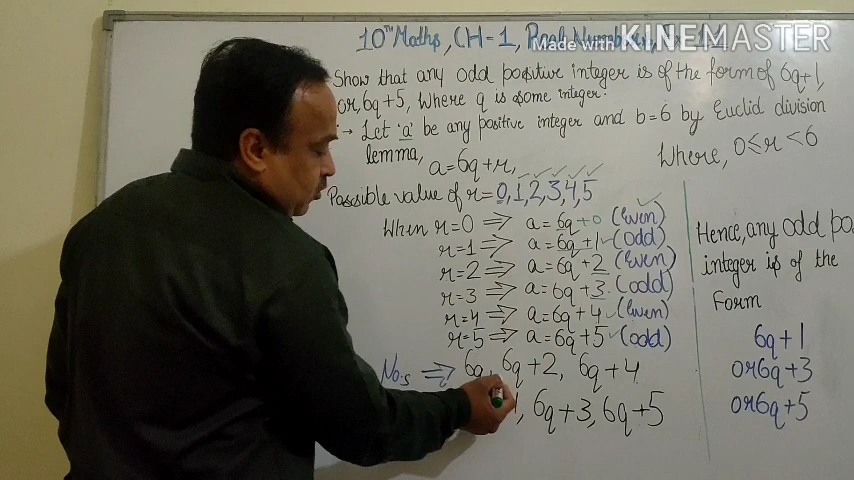 10TH Maths, CH=1, Real Numbers, Ex 1.1
Made with KINEMASTER
Show that any odd positive integer is of the form of 6q+1,
or, 6q+5, Where q is some integer.
Let 'a' be any positive integer and b=6 by Euclid division
lemma,
a=6q+r,
Where, 0≤r<6
Possible value of r=0,1,2,3,4,5
When r=0 ⇒ a=6q+0 (Even)
r=1 ⇒ a=6q+1 (Odd)
r=2 ⇒ a=6q+2 (Even)
r=3 ⇒ a=6q+3 (odd)
r=4 ⇒ a=6q+4 (Even)
r=5 ⇒ a=6q+5 (odd)
No.s ⇒ 6q, 6q+2, 6q+4
1, 6q+3, 6q+5
Hence, any odd po
integer is of the
Form
6q+1
or 6q+3
or 6q+5